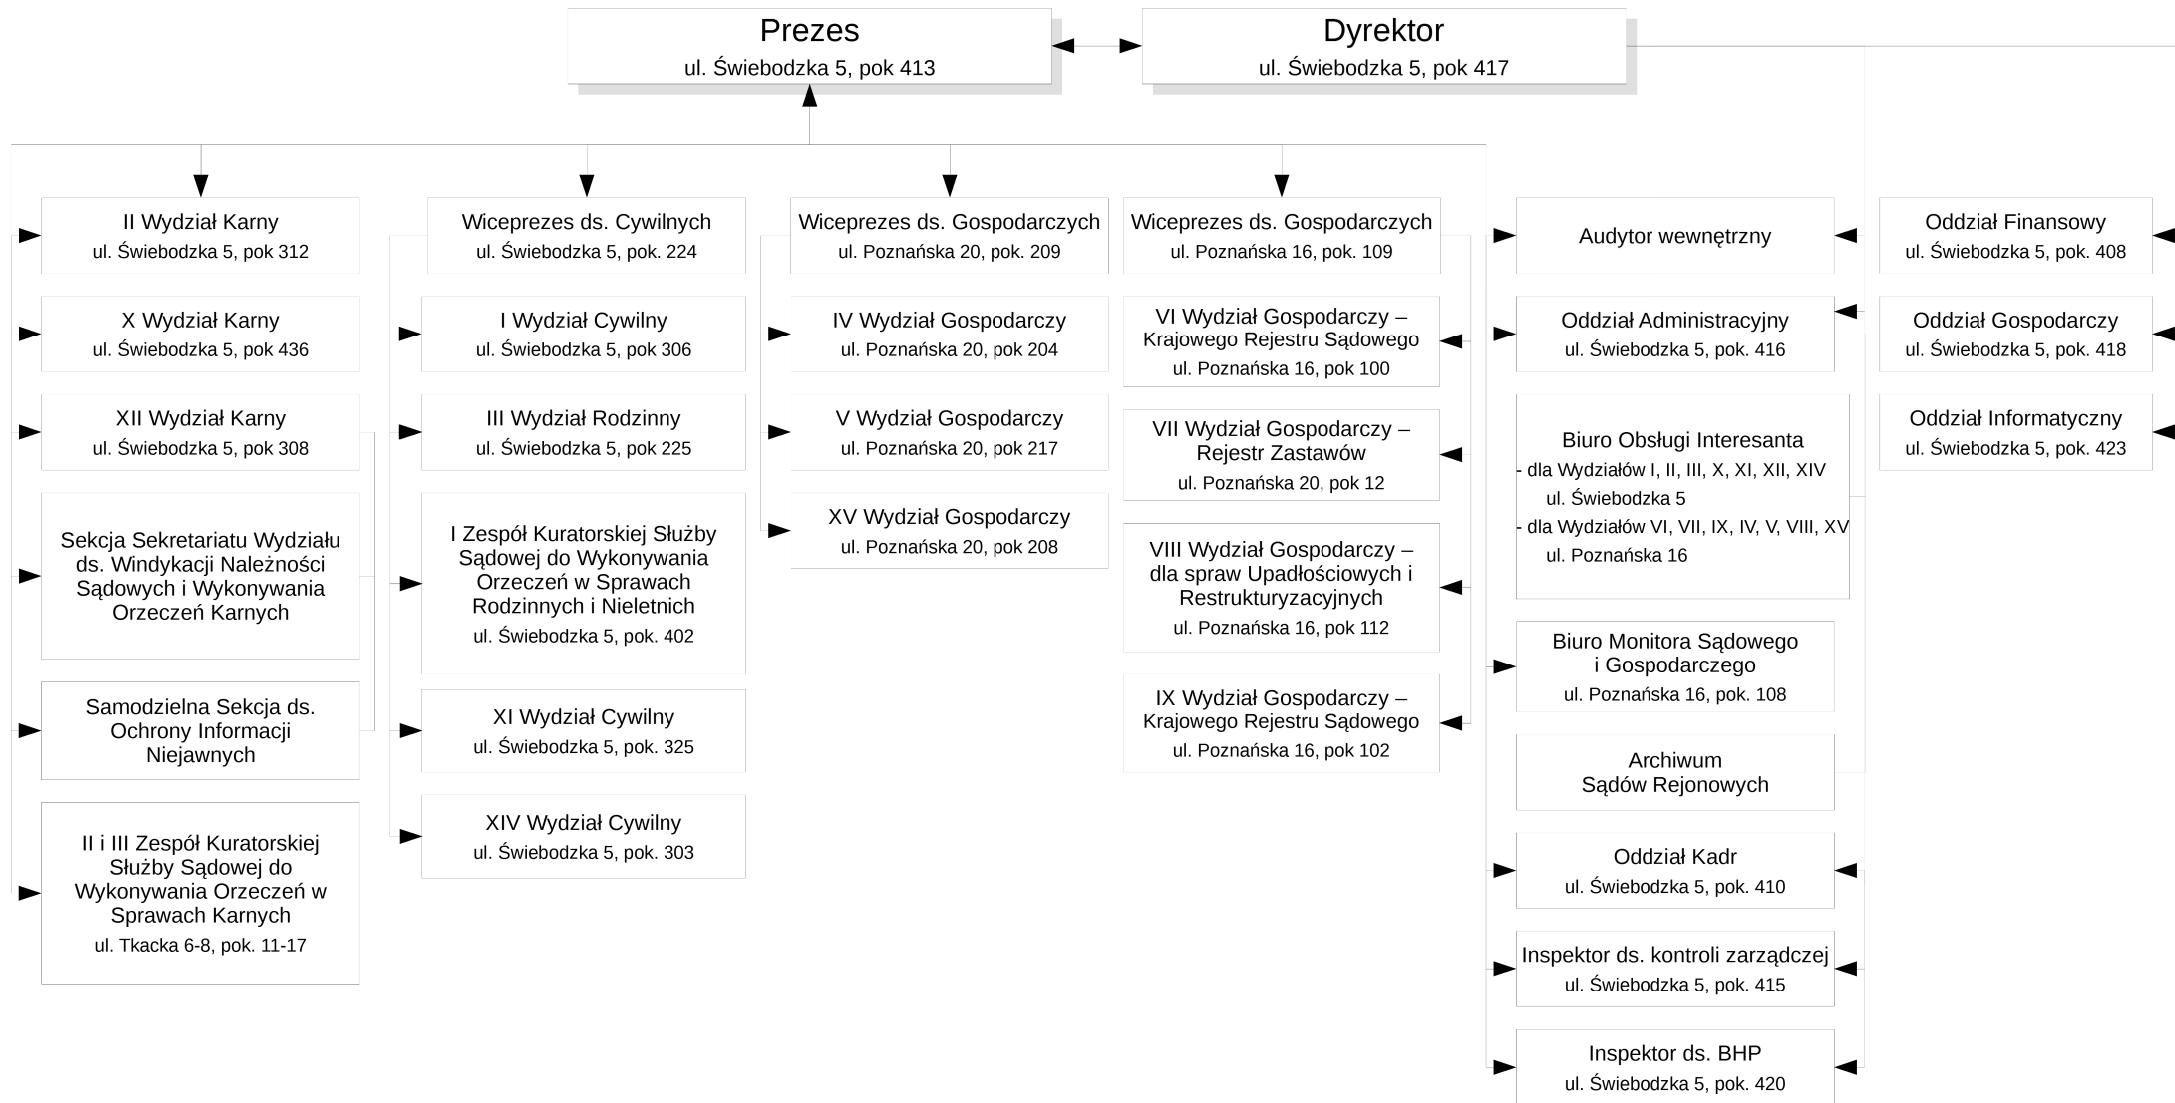 Prezes
ul. Świebodzka 5, pok 413
Dyrektor
ul. Świebodzka 5, pok 417
II Wydział Karny
ul. Świebodzka 5, pok 312
X Wydział Karny
ul. Świebodzka 5, pok 436
XII Wydział Karny
ul. Świebodzka 5, pok 308
Sekcja Sekretariatu Wydziału
ds. Windykacji Należności
Sądowych i Wykonywania
Orzeczeń Karnych
Samodzielna Sekcja ds.
Ochrony Informacji
Niejawnych
II i III Zespół Kuratorskiej
Służby Sądowej do
Wykonywania Orzeczeń w
Sprawach Karnych
ul. Tkacka 6-8, pok. 11-17
Wiceprezes ds. Cywilnych
ul. Świebodzka 5, pok. 224
I Wydział Cywilny
ul. Świebodzka 5, pok 306
III Wydział Rodzinny
ul. Świebodzka 5, pok 225
I Zespół Kuratorskiej Służby
Sądowej do Wykonywania
Orzeczeń w Sprawach
Rodzinnych i Nieletnich
ul. Świebodzka 5, pok. 402
XI Wydział Cywilny
ul. Świebodzka 5, pok. 325
XIV Wydział Cywilny
ul. Świebodzka 5, pok. 303
Wiceprezes ds. Gospodarczych
ul. Poznańska 20, pok. 209
IV Wydział Gospodarczy
ul. Poznańska 20, pok 204
V Wydział Gospodarczy
ul. Poznańska 20, pok 217
XV Wydział Gospodarczy
ul. Poznańska 20, pok 208
Wiceprezes ds. Gospodarczych
ul. Poznańska 16, pok. 109
VI Wydział Gospodarczy –
Krajowego Rejestru Sądowego
ul. Poznańska 16, pok 100
VII Wydział Gospodarczy –
Rejestr Zastawów
ul. Poznańska 20, pok 12
VIII Wydział Gospodarczy –
dla spraw Upadłościowych i
Restrukturyzacyjnych
ul. Poznańska 16, pok 112
IX Wydział Gospodarczy –
Krajowego Rejestru Sądowego
ul. Poznańska 16, pok 102
Audytor wewnętrzny
Oddział Administracyjny
ul. Świebodzka 5, pok. 416
Biuro Obsługi Interesanta
- dla Wydziałów I, II, III, X, XI, XII, XIV
ul. Świebodzka 5
- dla Wydziałów VI, VII, IX, IV, V, VIII, XV
ul. Poznańska 16
Biuro Monitora Sądowego
i Gospodarczego
ul. Poznańska 16, pok. 108
Archiwum
Sądów Rejonowych
Oddział Kadr
ul. Świebodzka 5, pok. 410
Inspektor ds. kontroli zarządczej
ul. Świebodzka 5, pok. 415
Inspektor ds. BHP
ul. Świebodzka 5, pok. 420
Oddział Finansowy
ul. Świebodzka 5, pok. 408
Oddział Gospodarczy
ul. Świebodzka 5, pok. 418
Oddział Informatyczny
ul. Świebodzka 5, pok. 423